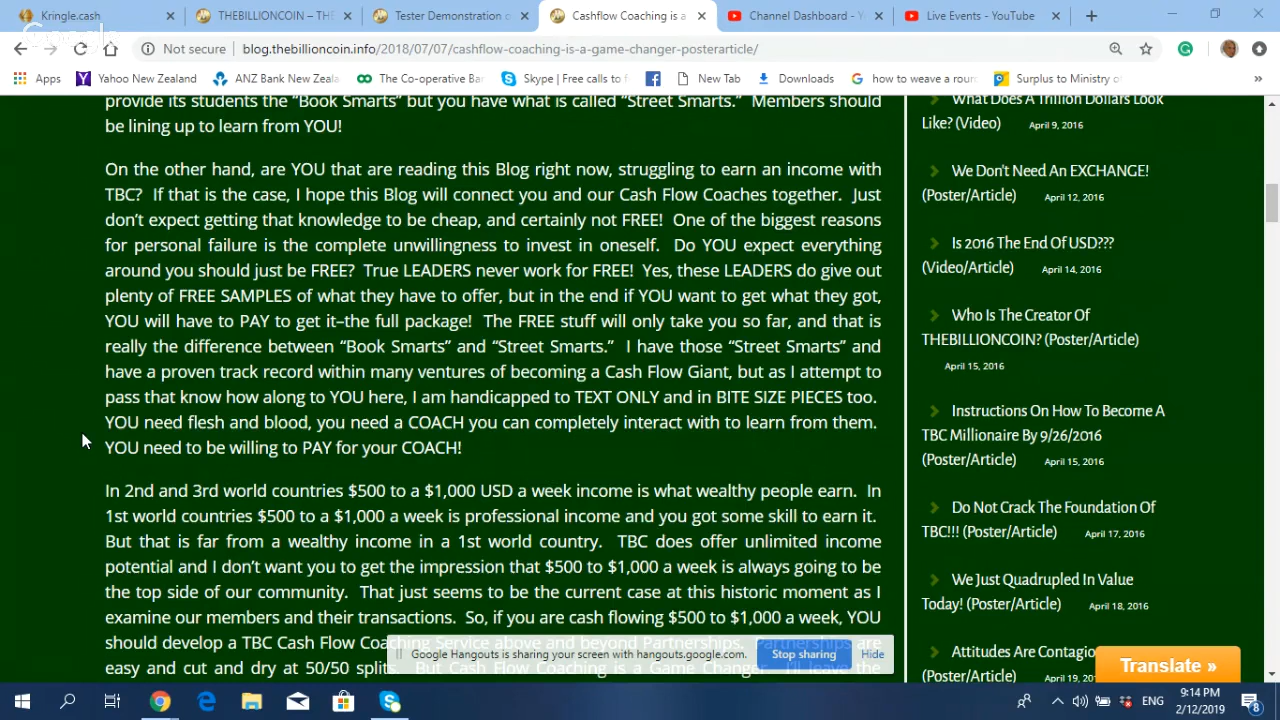 Kringle.cash
THEBILLIONCOIN – THE
Tester Demonstration o
Cashflow Coaching is a
Channel Dashboard - Y
Live Events - YouTube
Not secure
blog.thebillioncoin.info/2018/07/07/cashflow-coaching-is-a-game-changer-posterarticle/
Apps
Yahoo New Zealand
ANZ Bank New Zeala
The Co-operative Ba
Skype | Free calls to f
New Tab
Downloads
how to weave a rour
Surplus to Ministry o
provide its students the “Book Smarts” but you have what is called “Street Smarts.” Members should
be lining up to learn from YOU!
On the other hand, are YOU that are reading this Blog right now, struggling to earn an income with
TBC? If that is the case, I hope this Blog will connect you and our Cash Flow Coaches together. Just
don’t expect getting that knowledge to be cheap, and certainly not FREE! One of the biggest reasons
for personal failure is the complete unwillingness to invest in oneself. Do YOU expect everything
around you should just be FREE? True LEADERS never work for FREE! Yes, these LEADERS do give out
plenty of FREE SAMPLES of what they have to offer, but in the end if YOU want to get what they got,
YOU will have to PAY to get it–the full package! The FREE stuff will only take you so far, and that is
really the difference between “Book Smarts” and “Street Smarts.” I have those “Street Smarts” and
have a proven track record within many ventures of becoming a Cash Flow Giant, but as I attempt to
pass that know how along to YOU here, I am handicapped to TEXT ONLY and in BITE SIZE PIECES too.
YOU need flesh and blood, you need a COACH you can completely interact with to learn from them.
YOU need to be willing to PAY for your COACH!
In 2nd and 3rd world countries $500 to a $1,000 USD a week income is what wealthy people earn. In
1st world countries $500 to a $1,000 a week is professional income and you got some skill to earn it.
But that is far from a wealthy income in a 1st world country. TBC does offer unlimited income
potential and I don’t want you to get the impression that $500 to $1,000 a week is always going to be
the top side of our community. That just seems to be the current case at this historic moment as I
examine our members and their transactions. So, if you are cash flowing $500 to $1,000 a week, YOU
should develop a TBC Cash Flow Coaching Service above and beyond Partnerships. Partnerships are
easy and cut and dry at 50/50 splits. But Cash Flow Coaching is a Game Changer. I’ll leave the
What Does A Trillion Dollars Look
Like? (Video) April 9, 2016
We Don't Need An EXCHANGE!
(Poster/Article) April 12, 2016
Is 2016 The End Of USD???
(Video/Article) April 14, 2016
Who Is The Creator Of
THEBILLIONCOIN? (Poster/Article)
April 15, 2016
Instructions On How To Become A
TBC Millionaire By 9/26/2016
(Poster/Article) April 15, 2016
Do Not Crack The Foundation Of
TBC!!! (Poster/Article) April 17, 2016
We Just Quadrupled In Value
Today! (Poster/Article) April 18, 2016
Attitudes Are Contagio
(Poster/Article) April 19, 201
Translate »
Google Hangouts is sharing your screen with hangouts.google.com.
Stop sharing
Hide
ENG
9:14 PM
2/12/2019
8